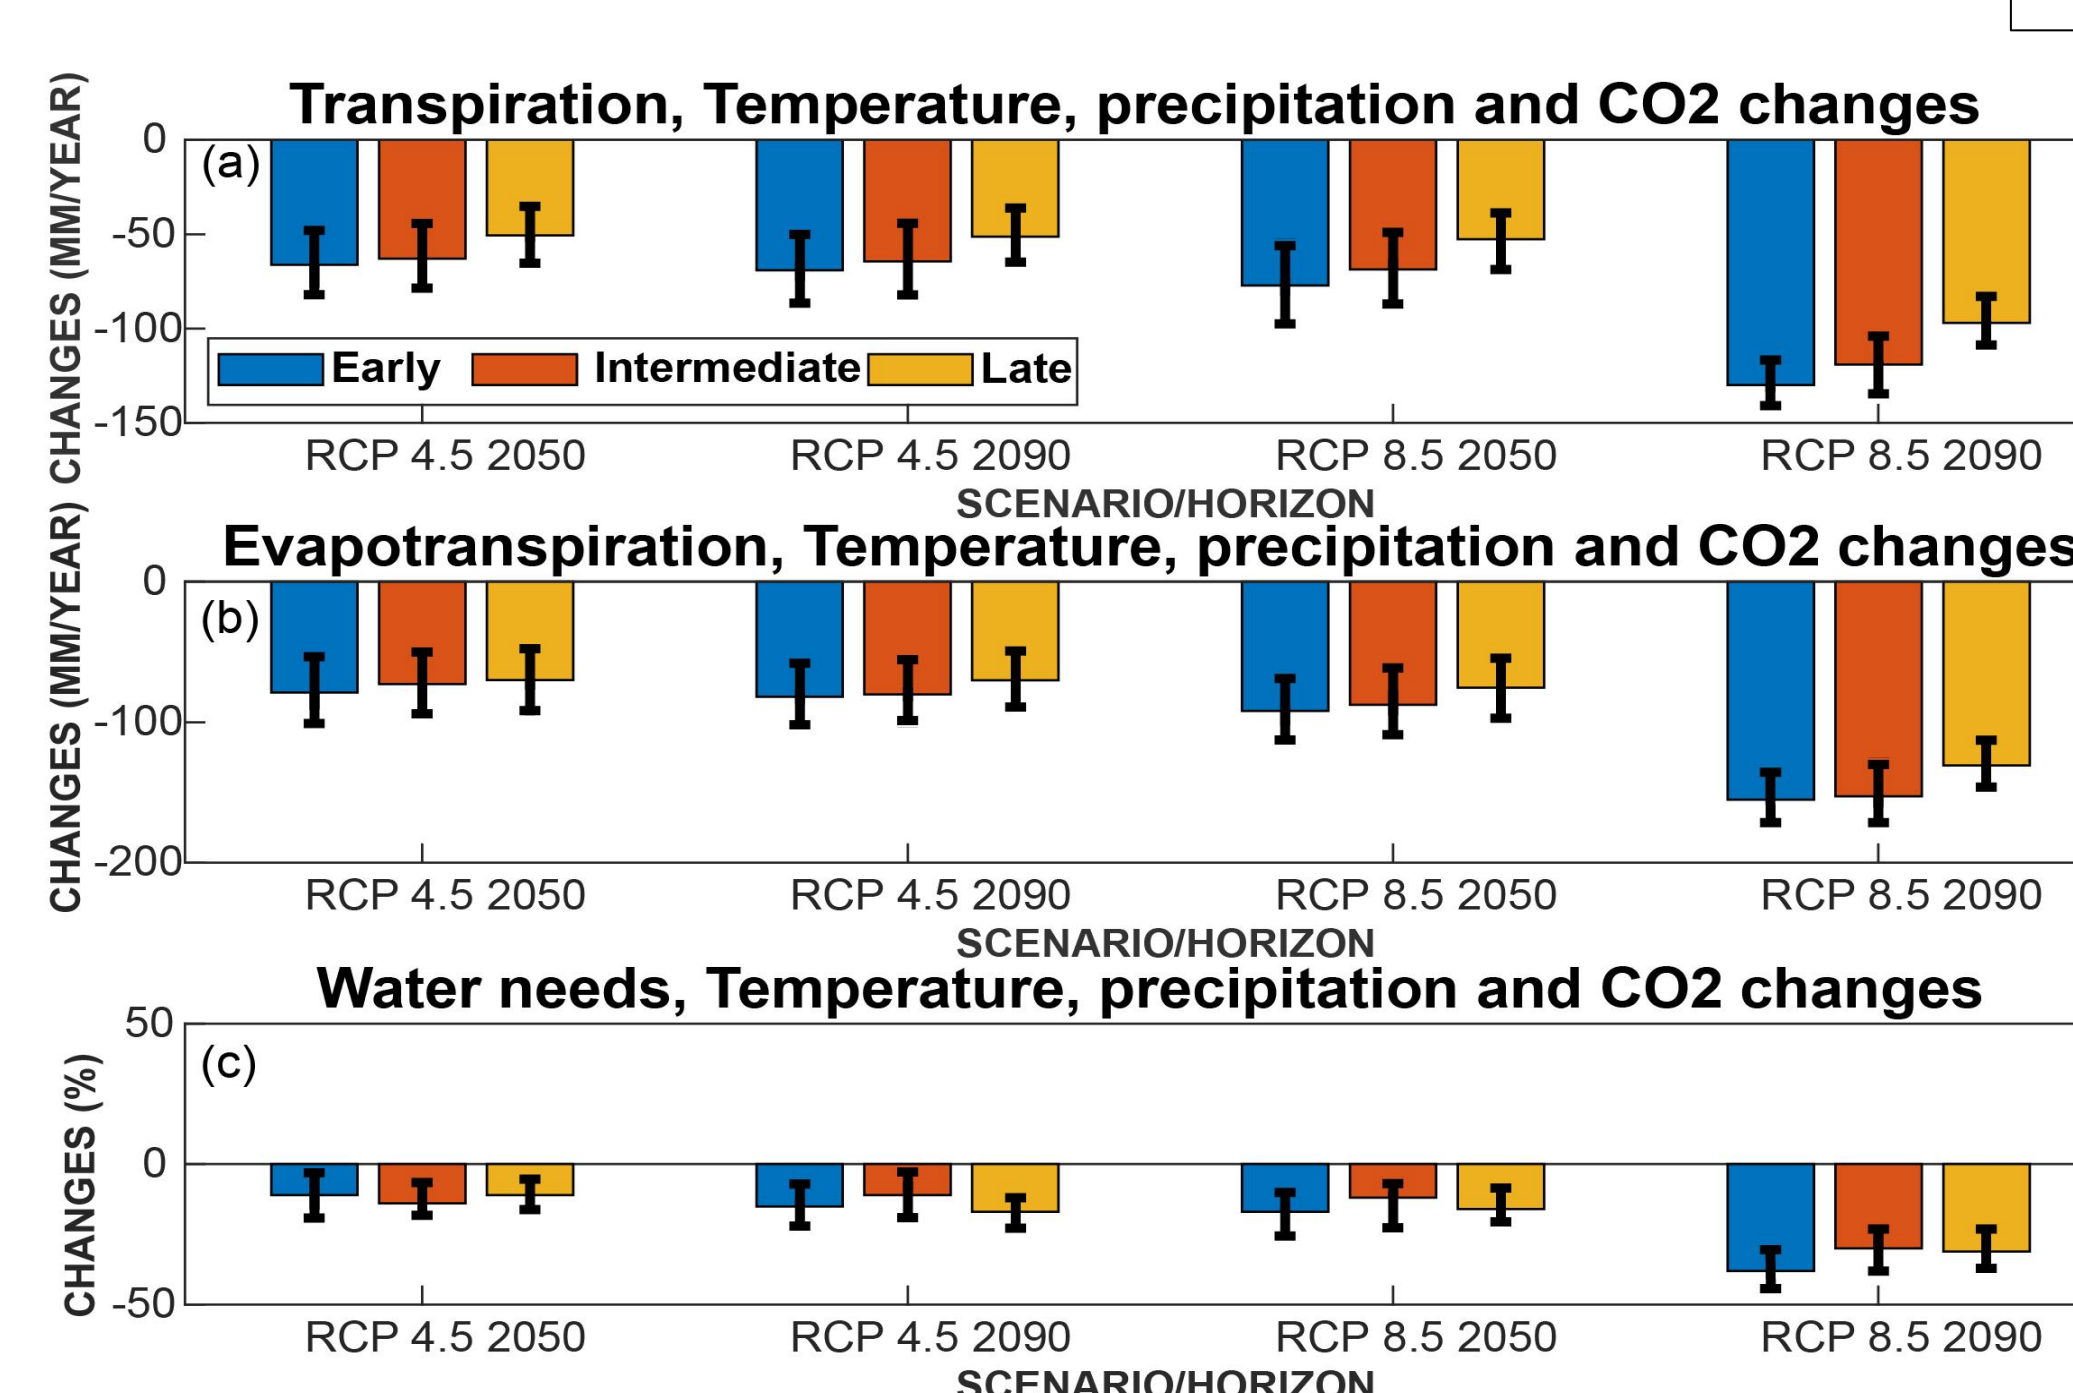 Transpiration, Temperature, precipitation and CO2 changes
CHANGES (MM/YEAR)
0
-50
-100
-150
(a)
Early Intermediate Late
RCP 4.5 2050 RCP 4.5 2090 RCP 8.5 2050 RCP 8.5 2090
SCENARIO/HORIZON
Evapotranspiration, Temperature, precipitation and CO2 changes
CHANGES (MM/YEAR)
0
-100
-200
(b)
RCP 4.5 2050 RCP 4.5 2090 RCP 8.5 2050 RCP 8.5 2090
SCENARIO/HORIZON
Water needs, Temperature, precipitation and CO2 changes
CHANGES (%)
50
0
-50
(c)
RCP 4.5 2050 RCP 4.5 2090 RCP 8.5 2050 RCP 8.5 2090
SCENARIO/HORIZON